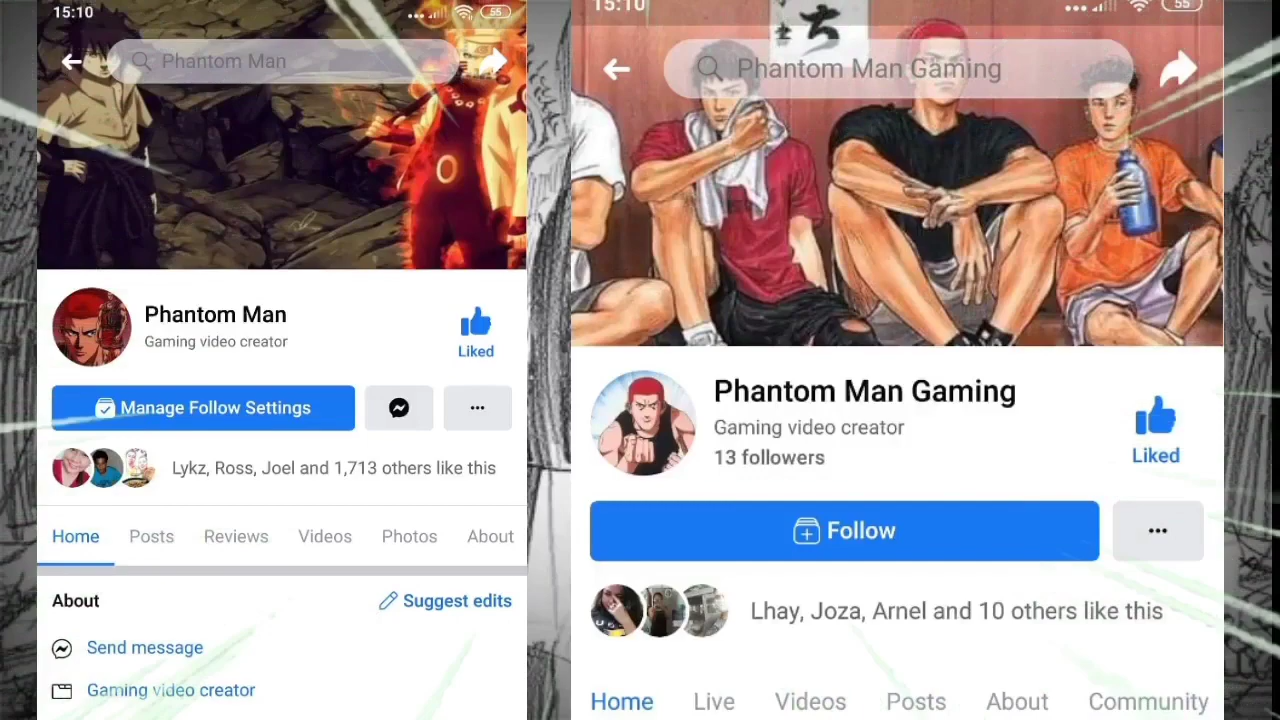 15:10
55
Phantom Man
Phantom Man
Gaming video creator
Liked
Manage Follow Settings
Lykz, Ross, Joel and 1,713 others like this
Home Posts Reviews Videos Photos About
About
Suggest edits
Send message
Gaming video creator
15:10
55
Phantom Man Gaming
Phantom Man Gaming
Gaming video creator
13 followers
Liked
Follow
Lhay, Joza, Arnel and 10 others like this
Home Live Videos Posts About Community